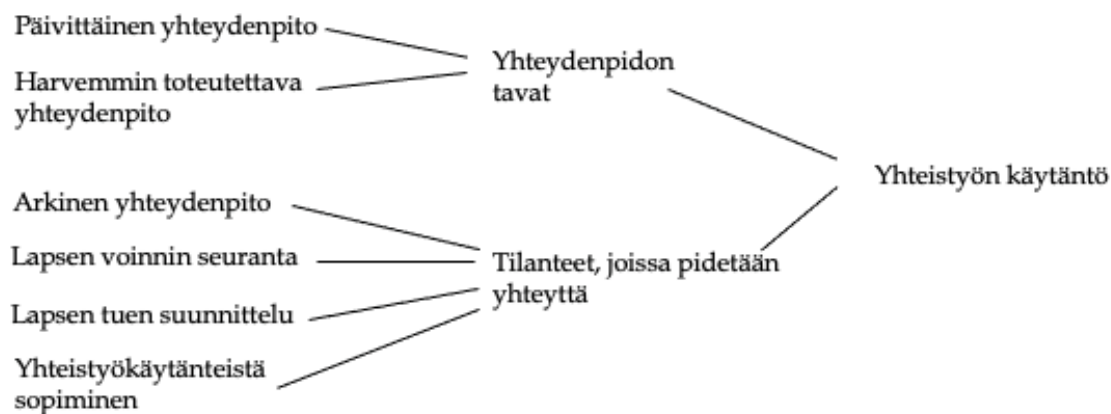 Päivittäinen yhteydenpito
Harvemmin toteutettava
yhteydenpito
Yhteydenpidon
tavat
Arkinen yhteydenpito
Lapsen voinnin seuranta
Lapsen tuen suunnittelu
Yhteistyökäytänteistä
sopiminen
Tilanteet, joissa pidetään
yhteyttä
Yhteistyön käytäntö